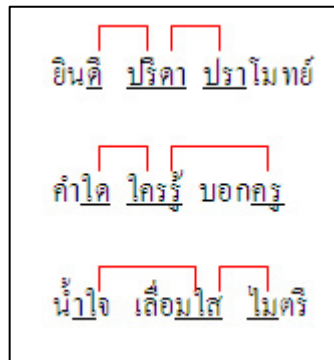 ยินดี ปริดา ปราโมทย์
คำใด ใครรู้ บอกครู
น้ำใจ เลื่อมใส ไมตรี